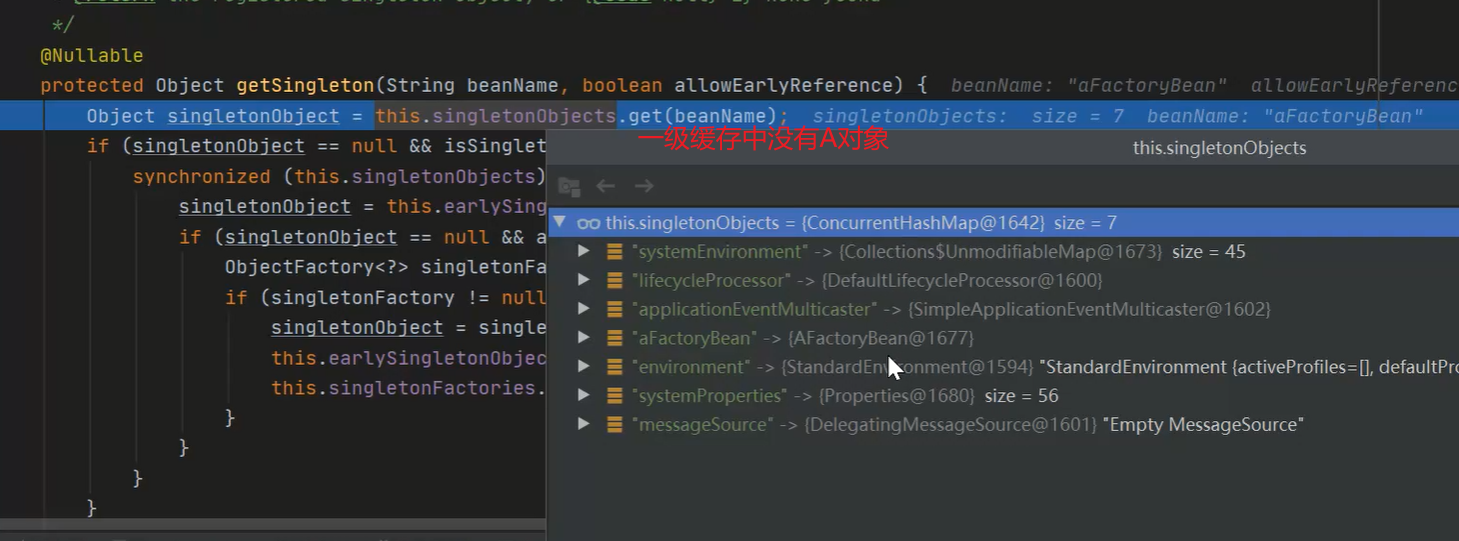 */
@Nullable
protected Object getSingleton(String beanName, boolean allowEarlyReference) { beanName: "aFactoryBean" allowEarlyReferenc
Object singletonObject = this.singletonObjects.get(beanName); singletonObjects: size = 7 beanName: "aFactoryBean"
一级缓存中没有A对象
if (singletonObject == null && isSinglet
this.singletonObjects
synchronized (this.singletonObjects)
singletonObject = this.earlySing
this.singletonObjects = {ConcurrentHashMap@1642} size = 7
if (singletonObject == null && a
"systemEnvironment" -> {Collections$UnmodifiableMap@1673} size = 45
ObjectFactory<?> singletonFa
"lifecycleProcessor" -> {DefaultLifecycleProcessor@1600}
if (singletonFactory != null
"applicationEventMulticaster" -> {SimpleApplicationEventMulticaster@1602}
singletonObject = single
"aFactoryBean" -> {AFactoryBean@1677}
this.earlySingletonObjec
"environment" -> {StandardEnvironment@1594} "StandardEnvironment {activeProfiles=[], defaultPro
this.singletonFactories.
"systemProperties" -> {Properties@1680} size = 56
}
"messageSource" -> {DelegatingMessageSource@1601} "Empty MessageSource"
}
}
}